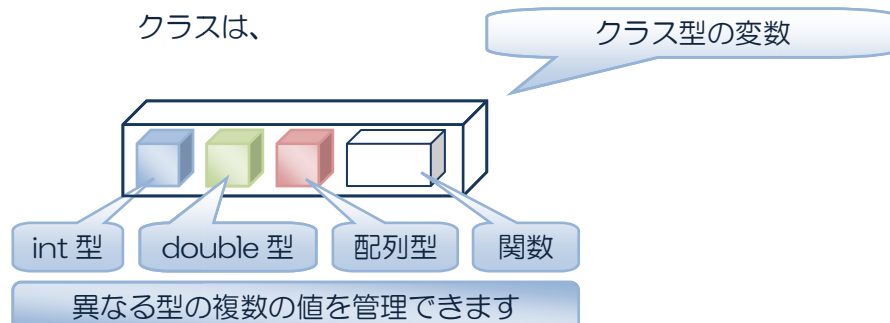 クラスは、
クラス型の変数
int 型
double 型
配列型
関数
異なる型の複数の値を管理できます